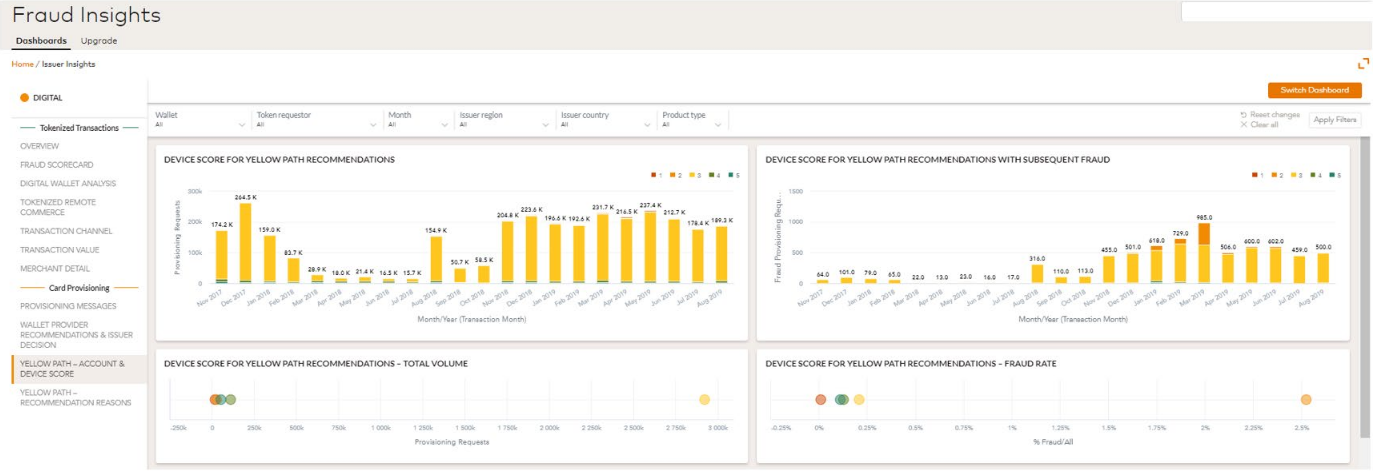 Fraud Insights
Dashboards Upgrade
Home / Issuer Insights
DIGITAL
Switch Dashboard
Wallet
All
Token requestor
All
Month
All
Issuer region
All
Issuer country
All
Product type
All
Reset changes
Clear all
Apply Filters
Tokenized Transactions
OVERVIEW
FRAUD SCORECARD
DIGITAL WALLET ANALYSIS
TOKENIZED REMOTE
COMMERCE
TRANSACTION CHANNEL
TRANSACTION VALUE
MERCHANT DETAIL
Card Provisioning
PROVISIONING MESSAGES
WALLET PROVIDER
RECOMMENDATIONS & ISSUER
DECISION
YELLOW PATH – ACCOUNT &
DEVICE SCORE
YELLOW PATH –
RECOMMENDATION REASONS
DEVICE SCORE FOR YELLOW PATH RECOMMENDATIONS
1 2 3 4 5
Provisioning Requests
300k
200k
100k
0
174.2 K 264.5 K 159.0 K 83.7 K 28.9 K 18.0 K 21.4 K 16.3 K 15.7 K 154.9 K 50.7 K 58.5 K 204.8 K 223.6 K 196.6 K 192.6 K 231.7 K 216.5 K 237.4 K 212.7 K 178.4 K 189.3 K
Nov 2017 Dec 2017 Jan 2018 Feb 2018 Mar 2018 Apr 2018 May 2018 Jun 2018 Jul 2018 Aug 2018 Sep 2018 Oct 2018 Nov 2018 Dec 2018 Jan 2019 Feb 2019 Mar 2019 Apr 2019 May 2019 Jun 2019 Jul 2019 Aug 2019
Month/Year (Transaction Month)
DEVICE SCORE FOR YELLOW PATH RECOMMENDATIONS WITH SUBSEQUENT FRAUD
1 2 3 4 5
Fraud Provisioning Requ...
1500
1000
500
0
64.0 101.0 79.0 65.0 22.0 13.0 23.0 16.0 17.0 316.0 110.0 113.0 455.0 501.0 618.0 729.0 985.0 506.0 600.0 602.0 459.0 500.0
Nov 2017 Dec 2017 Jan 2018 Feb 2018 Mar 2018 Apr 2018 May 2018 Jun 2018 Jul 2018 Aug 2018 Sep 2018 Oct 2018 Nov 2018 Dec 2018 Jan 2019 Feb 2019 Mar 2019 Apr 2019 May 2019 Jun 2019 Jul 2019 Aug 2019
Month/Year (Transaction Month)
DEVICE SCORE FOR YELLOW PATH RECOMMENDATIONS – TOTAL VOLUME
-250k 0 250k 500k 750k 1 000k 1 250k 1 500k 1 750k 2 000k 2 250k 2 500k 2 750k 3 000k
Provisioning Requests
DEVICE SCORE FOR YELLOW PATH RECOMMENDATIONS – FRAUD RATE
-0.25% 0% 0.25% 0.5% 0.75% 1% 1.25% 1.5% 1.75% 2% 2.25% 2.5%
% Fraud/All